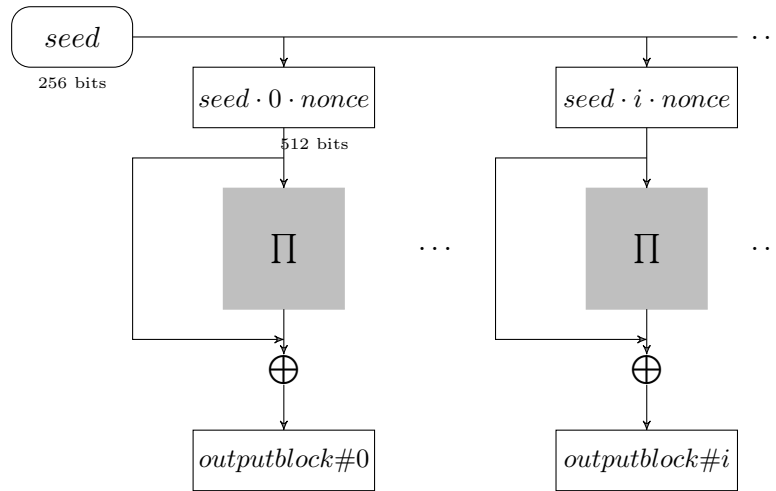 seed
256 bits
seed · 0 · nonce
seed · i · nonce
512 bits
∏
∏
outputblock#0
outputblock#i